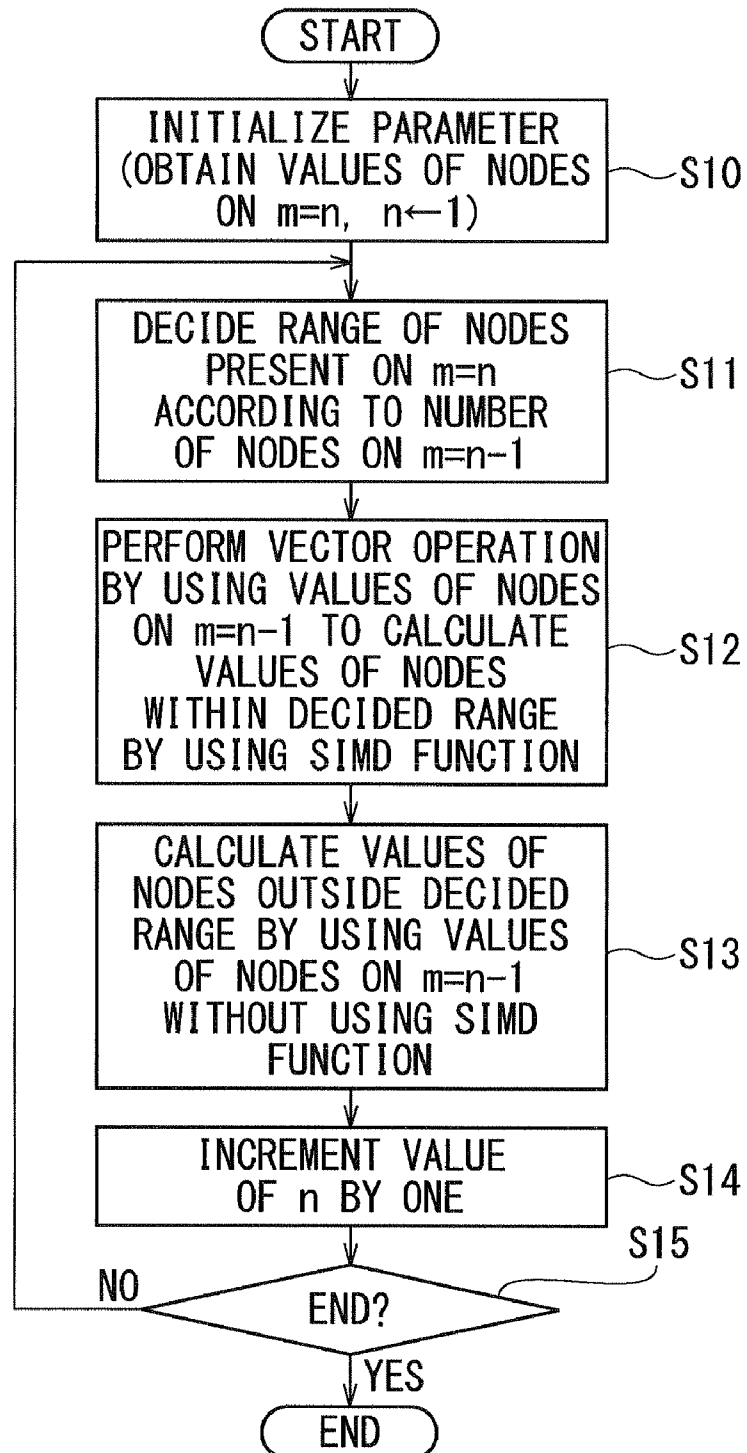 START
INITIALIZE PARAMETER
(OBTAIN VALUES OF NODES
ON m=n, n←1)
S10
DECIDE RANGE OF NODES
PRESENT ON m=n
ACCORDING TO NUMBER
OF NODES ON m=n-1
S11
PERFORM VECTOR OPERATION
BY USING VALUES OF NODES
ON m=n-1 TO CALCULATE
VALUES OF NODES
WITHIN DECIDED RANGE
BY USING SIMD FUNCTION
S12
CALCULATE VALUES OF
NODES OUTSIDE DECIDED
RANGE BY USING VALUES
OF NODES ON m=n-1
WITHOUT USING SIMD
FUNCTION
S13
INCREMENT VALUE
OF n BY ONE
S14
S15
NO
END?
YES
END